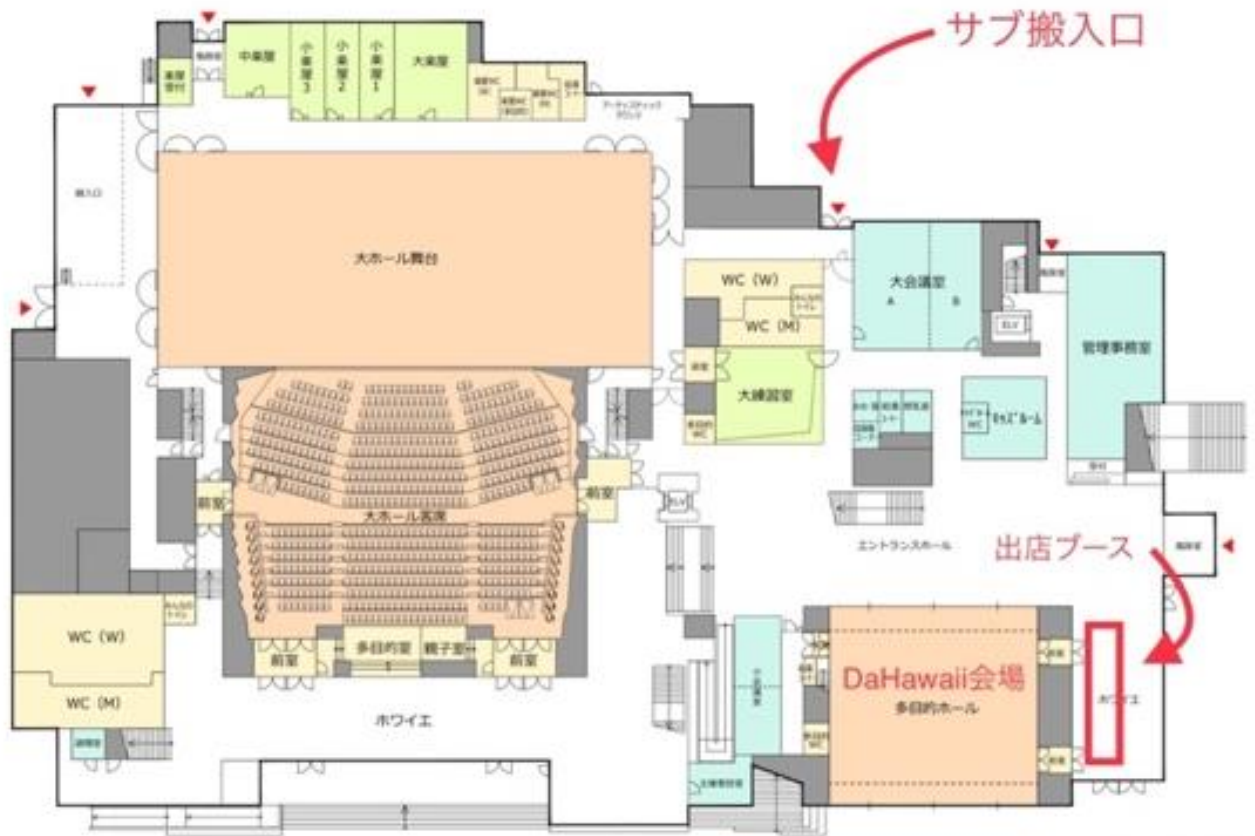 サブ搬入口
中楽屋
小楽屋3
小楽屋2
小楽屋1
大楽屋
大ホール舞台
WC（W）
WC（M）
大会議室
A
B
ELV
管理事務室
大練習室
WC
前室
大ホール客席
前室
ELV
エントランスホール
出店ブース
WC（W）
WC（M）
前室
多目的室
親子室
前室
ホワイエ
DaHawaii会場
多目的ホール
ホワイエ